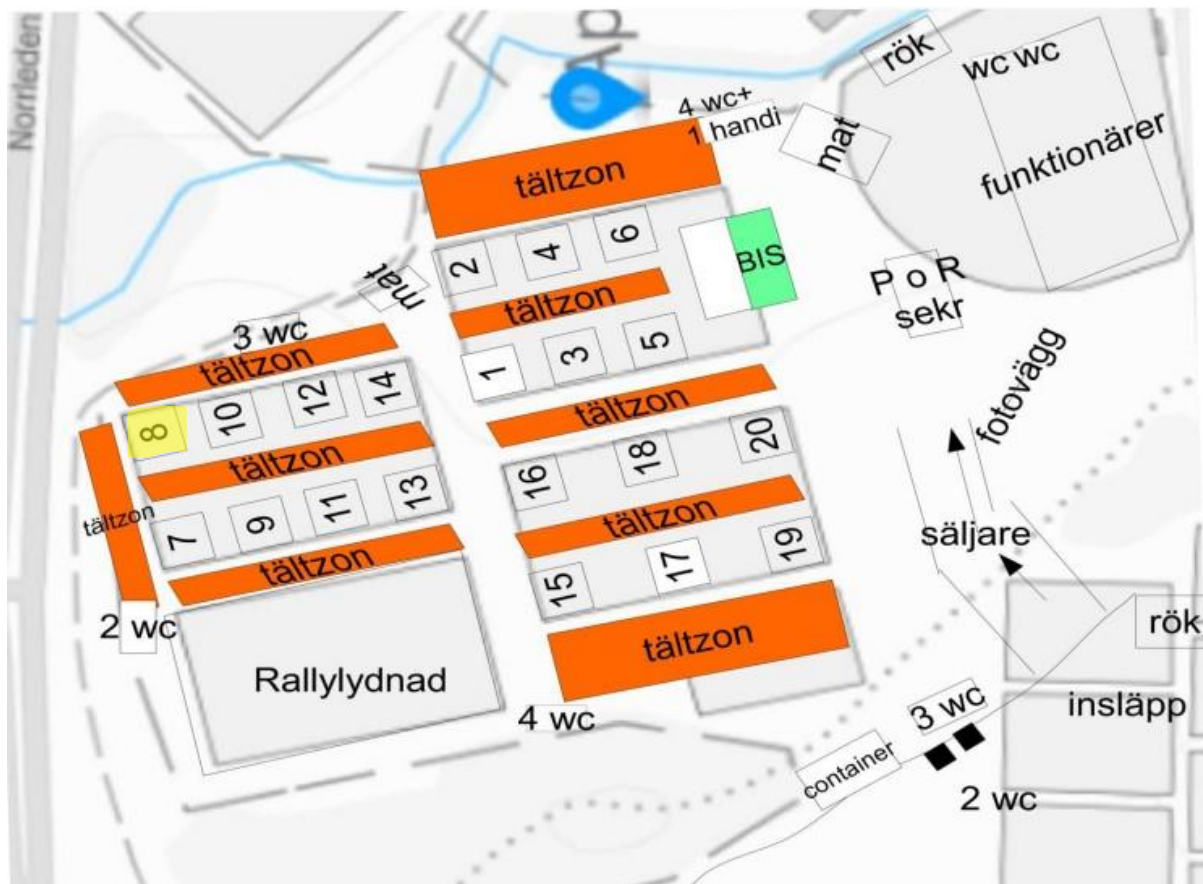 Norrleden
Ap
rök
wc wc
4 wc+
1 handi
mat
funktionärer
tältzon
2
4
6
BIS
P o R
sekr
mat
tältzon
1
3
5
3 wc
tältzon
8
10
12
14
tältzon
fotovägg
tältzon
16
18
20
tältzon
7
9
11
13
tältzon
säljare
tältzon
15
17
19
2 wc
rök
tältzon
Rallylydnad
4 wc
3 wc
insläpp
container
2 wc